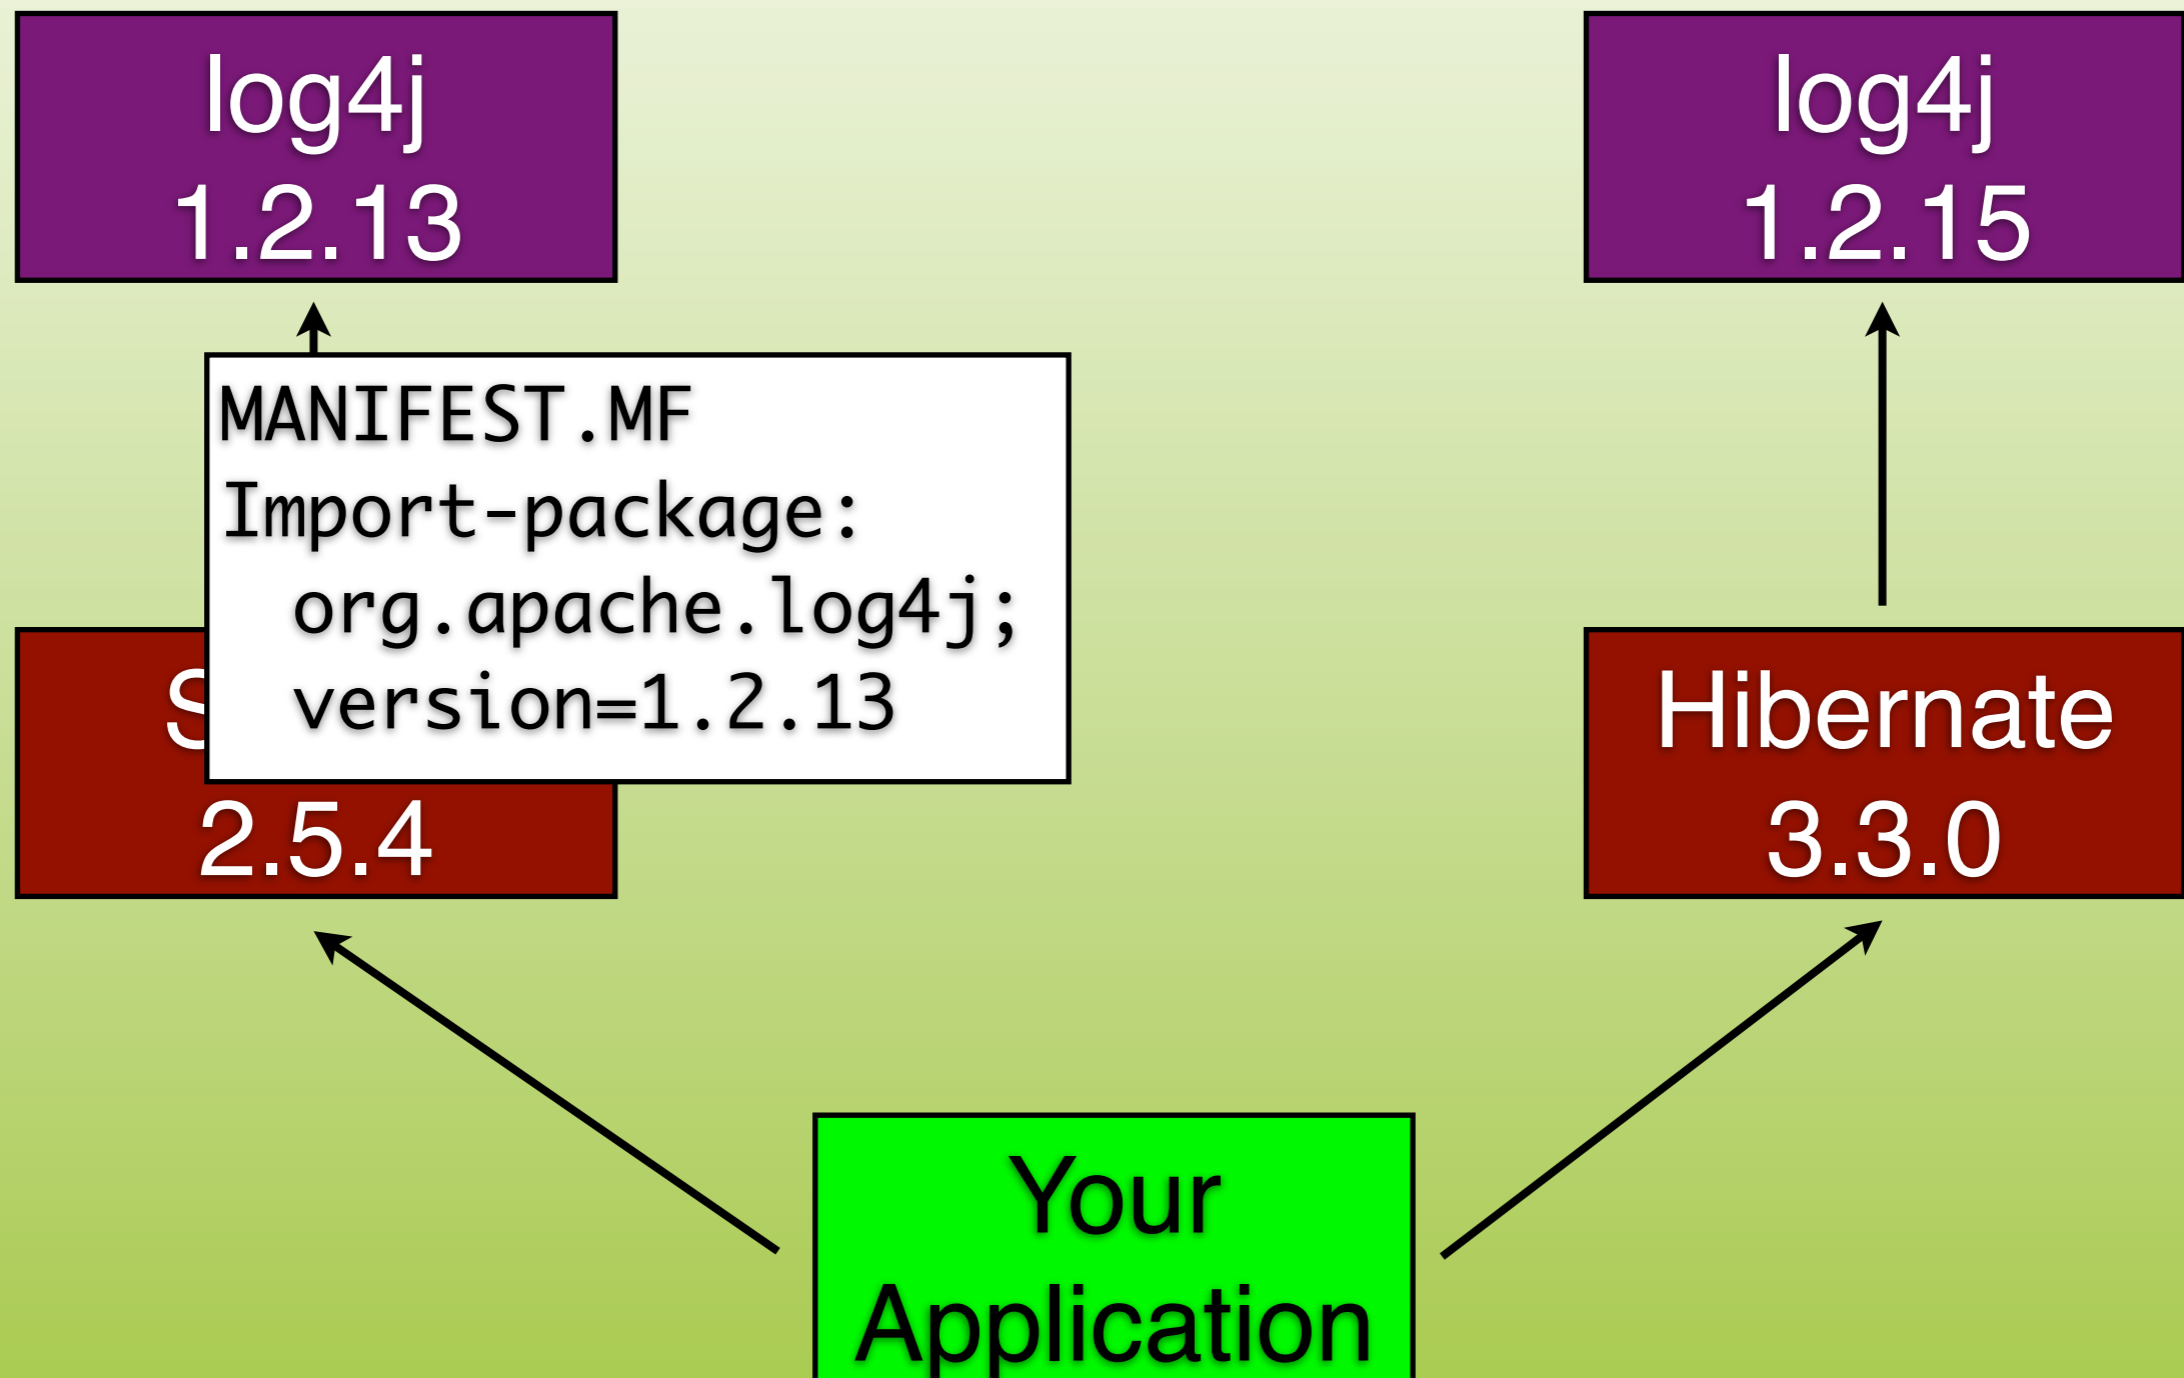 log4j
1.2.13
log4j
1.2.15
MANIFEST.MF
Import-package:
org.apache.log4j;
version=1.2.13
2.5.4
Hibernate
3.3.0
Your
Application